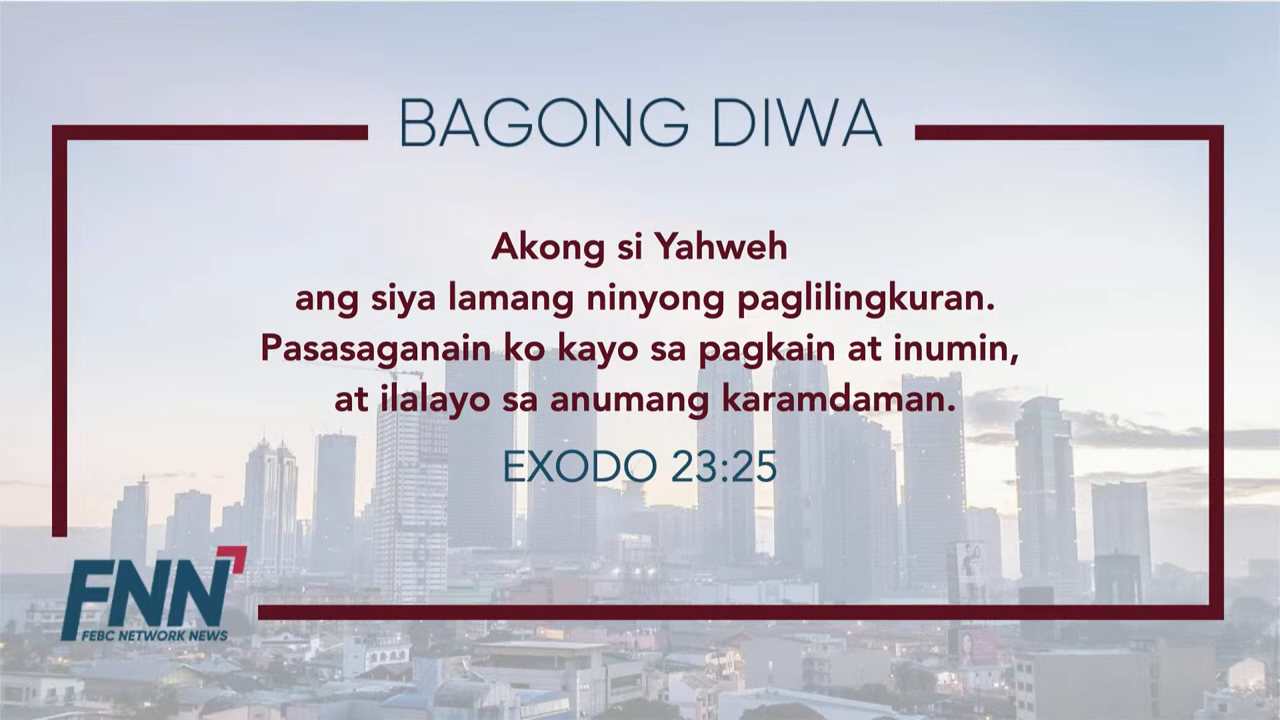 BAGONG DIWA
Akong si Yahweh
ang siya lamang ninyong paglilingkuran.
Pasasaganain ko kayo sa pagkain at inumin,
at ilalayo sa anumang karamdaman.
EXODO 23:25
FNN
FEBC NETWORK NEWS